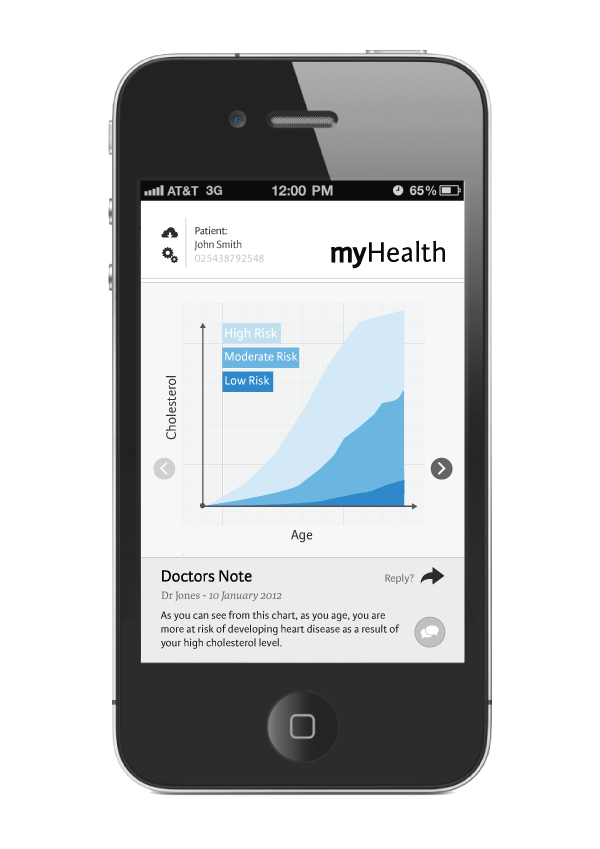 AT&T 3G 12:00 PM 65%
Patient:
John Smith
025438792548
myHealth
High Risk
Moderate Risk
Low Risk
Cholesterol
Age
Doctors Note
Reply?
Dr Jones - 10 January 2012
As you can see from this chart, as you age, you are
more at risk of developing heart disease as a result of
your high cholesterol level.